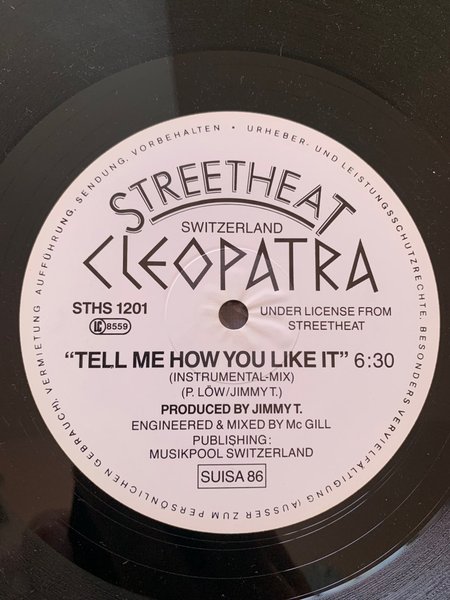 URHEBER- UND LEISTUNGSSCHUTZRECHTE, BESONDERS VERVIELFÄLTIGUNG (AUSSER ZUM PERSÖNLICHEN GEBRAUCH), VERMIETUNG AUFFÜHRUNG, SENDUNG, VORBEHALTEN •
STREETHEAT
SWITZERLAND
CLEOPATRA
STHS 1201
LC 8559
UNDER LICENSE FROM
STREETHEAT
“TELL ME HOW YOU LIKE IT” 6:30
(INSTRUMENTAL-MIX)
(P. LÖW/JIMMY T.)
PRODUCED BY JIMMY T.
ENGINEERED & MIXED BY Mc GILL
PUBLISHING:
MUSIKPOOL SWITZERLAND
SUISA 86